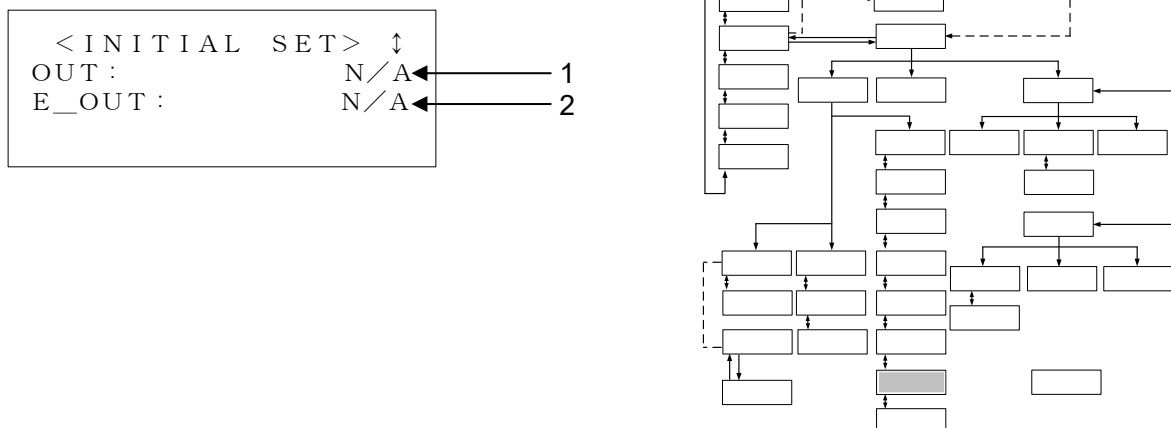 <INITIAL SET> ↕
OUT: N/A 1
E_OUT: N/A 2